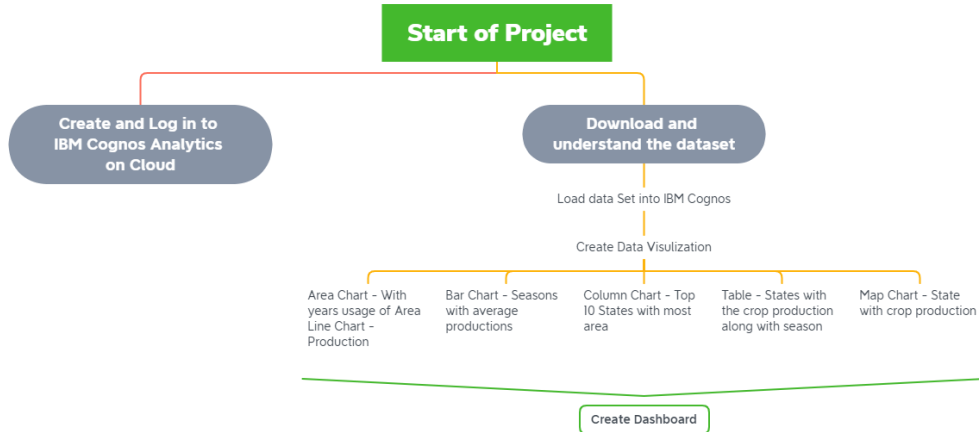 Start of Project
Create and Log in to
IBM Cognos Analytics
on Cloud
Download and
understand the dataset
Load data Set into IBM Cognos
Create Data Visulization
Area Chart - With
years usage of Area
Line Chart -
Production
Bar Chart - Seasons
with average
productions
Column Chart - Top
10 States with most
area
Table - States with
the crop production
along with season
Map Chart - State
with crop production
Create Dashboard